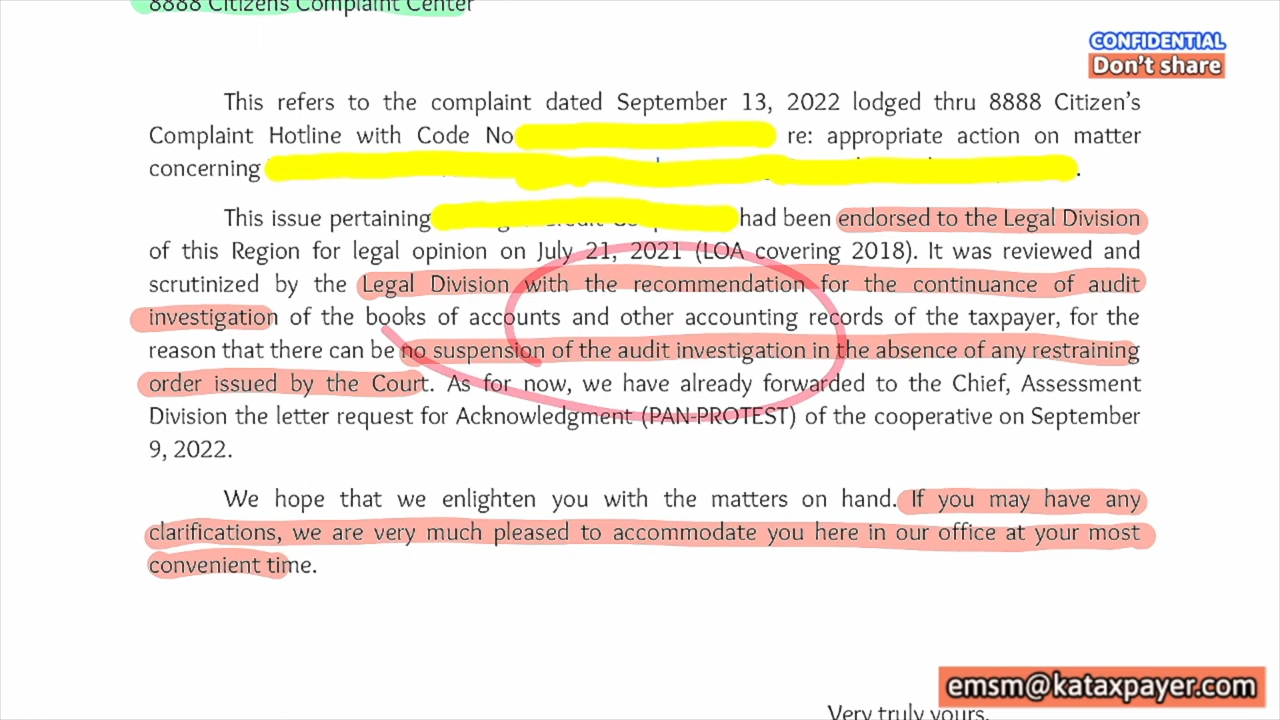 8888 Citizens Complaint Center
CONFIDENTIAL
Don't share
This refers to the complaint dated September 13, 2022 lodged thru 8888 Citizen's
Complaint Hotline with Code No re: appropriate action on matter
concerning .
This issue pertaining had been endorsed to the Legal Division
of this Region for legal opinion on July 21, 2021 (LOA covering 2018). It was reviewed and
scrutinized by the Legal Division with the recommendation for the continuance of audit
investigation of the books of accounts and other accounting records of the taxpayer, for the
reason that there can be no suspension of the audit investigation in the absence of any restraining
order issued by the Court. As for now, we have already forwarded to the Chief, Assessment
Division the letter request for Acknowledgment (PAN-PROTEST) of the cooperative on September
9, 2022.
We hope that we enlighten you with the matters on hand. If you may have any
clarifications, we are very much pleased to accommodate you here in our office at your most
convenient time.
emsm@kataxpayer.com
Very truly yours,